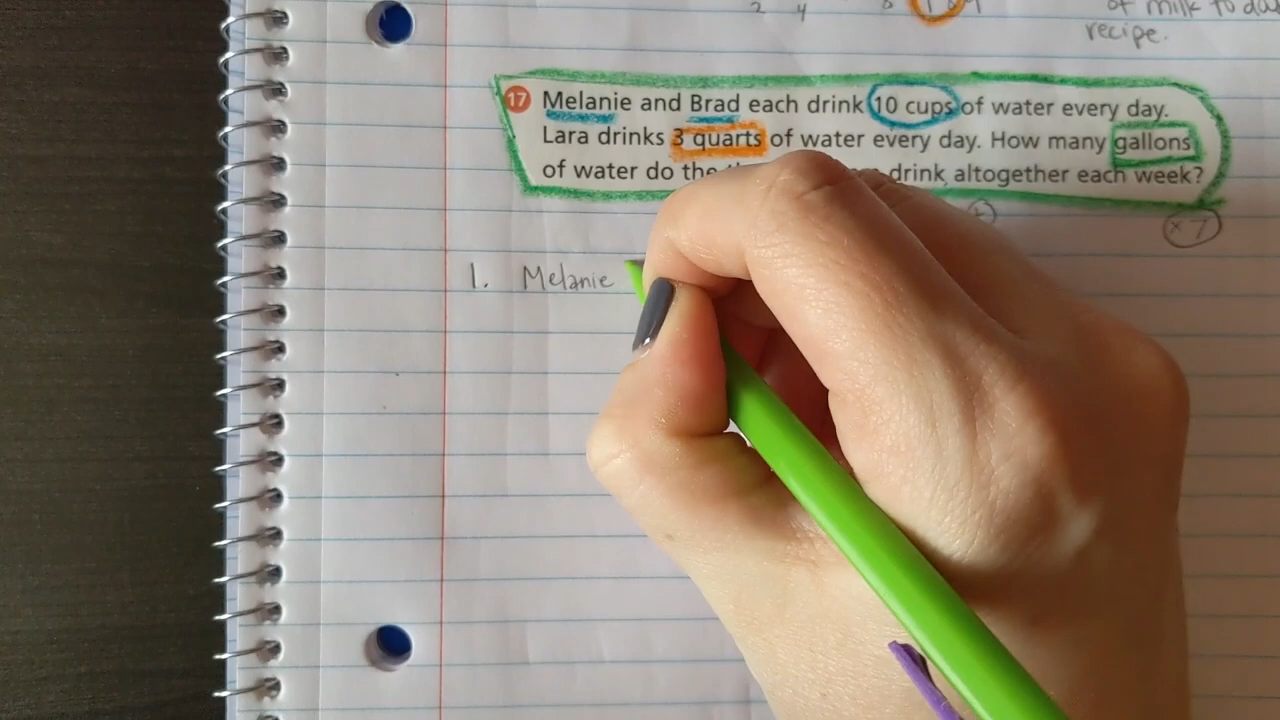 of milk to
recipe.
2 4
17 Melanie and Brad each drink 10 cups of water every day.
Lara drinks 3 quarts of water every day. How many gallons
of water do the drink altogether each week?
x 7
1. Melanie